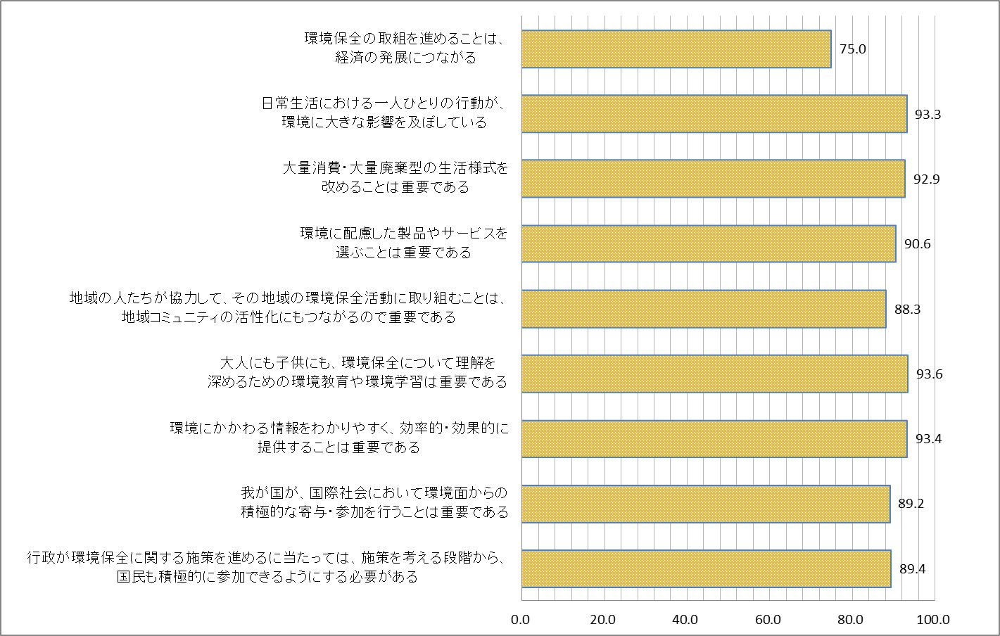 環境保全の取組を進めることは、
経済の発展につながる
75.0
日常生活における一人ひとりの行動が、
環境に大きな影響を及ぼしている
93.3
大量消費・大量廃棄型の生活様式を
改めることは重要である
92.9
環境に配慮した製品やサービスを
選ぶことは重要である
90.6
地域の人たちが協力して、その地域の環境保全活動に取り組むことは、
地域コミュニティの活性化にもつながるので重要である
88.3
大人にも子供にも、環境保全について理解を
深めるための環境教育や環境学習は重要である
93.6
環境にかかわる情報をわかりやすく、効率的・効果的に
提供することは重要である
93.4
我が国が、国際社会において環境面からの
積極的な寄与・参加を行うことは重要である
89.2
行政が環境保全に関する施策を進めるに当たっては、施策を考える段階から、
国民も積極的に参加できるようにする必要がある
89.4
0.0 20.0 40.0 60.0 80.0 100.0